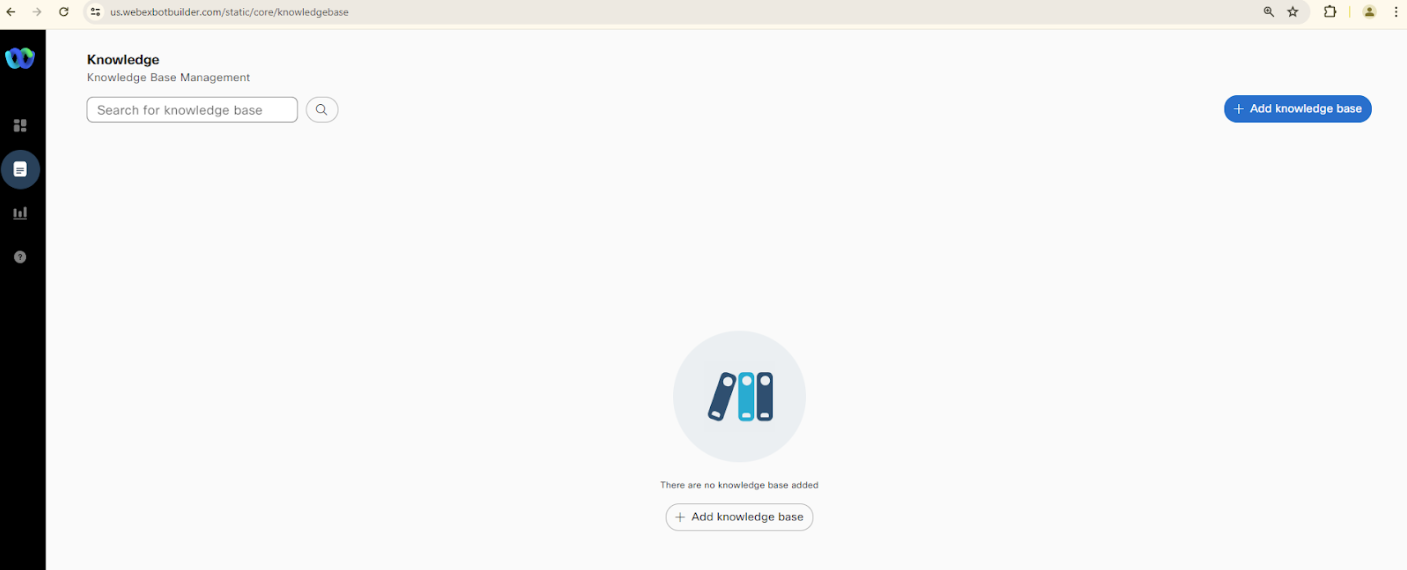 us.webexbotbuilder.com/static/core/knowledgebase
Knowledge
Knowledge Base Management
Search for knowledge base
+ Add knowledge base
There are no knowledge base added
+ Add knowledge base